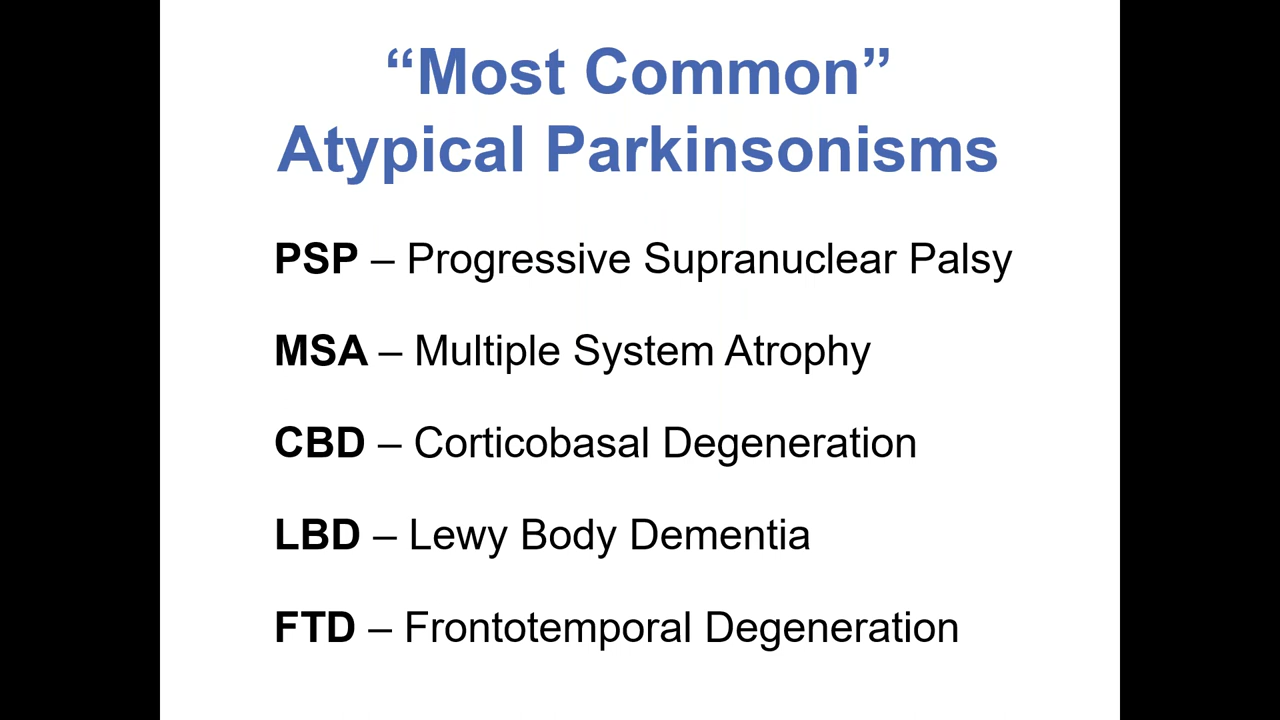 “Most Common”
Atypical Parkinsonisms
PSP – Progressive Supranuclear Palsy
MSA – Multiple System Atrophy
CBD – Corticobasal Degeneration
LBD – Lewy Body Dementia
FTD – Frontotemporal Degeneration